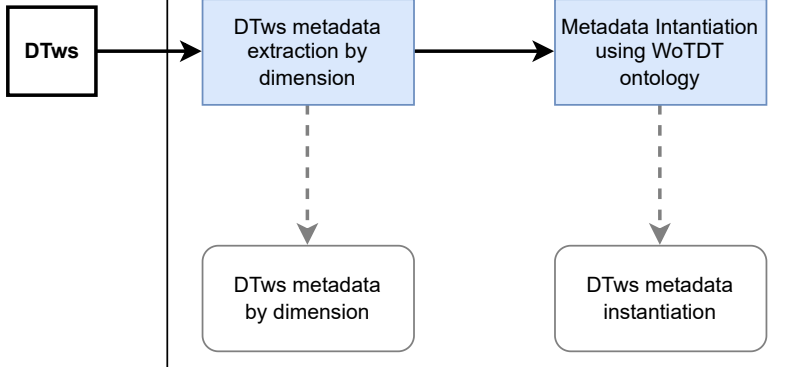 DTws
DTws metadata
extraction by
dimension
Metadata Intantiation
using WoTDT
ontology
DTws metadata
by dimension
DTws metadata
instantiation